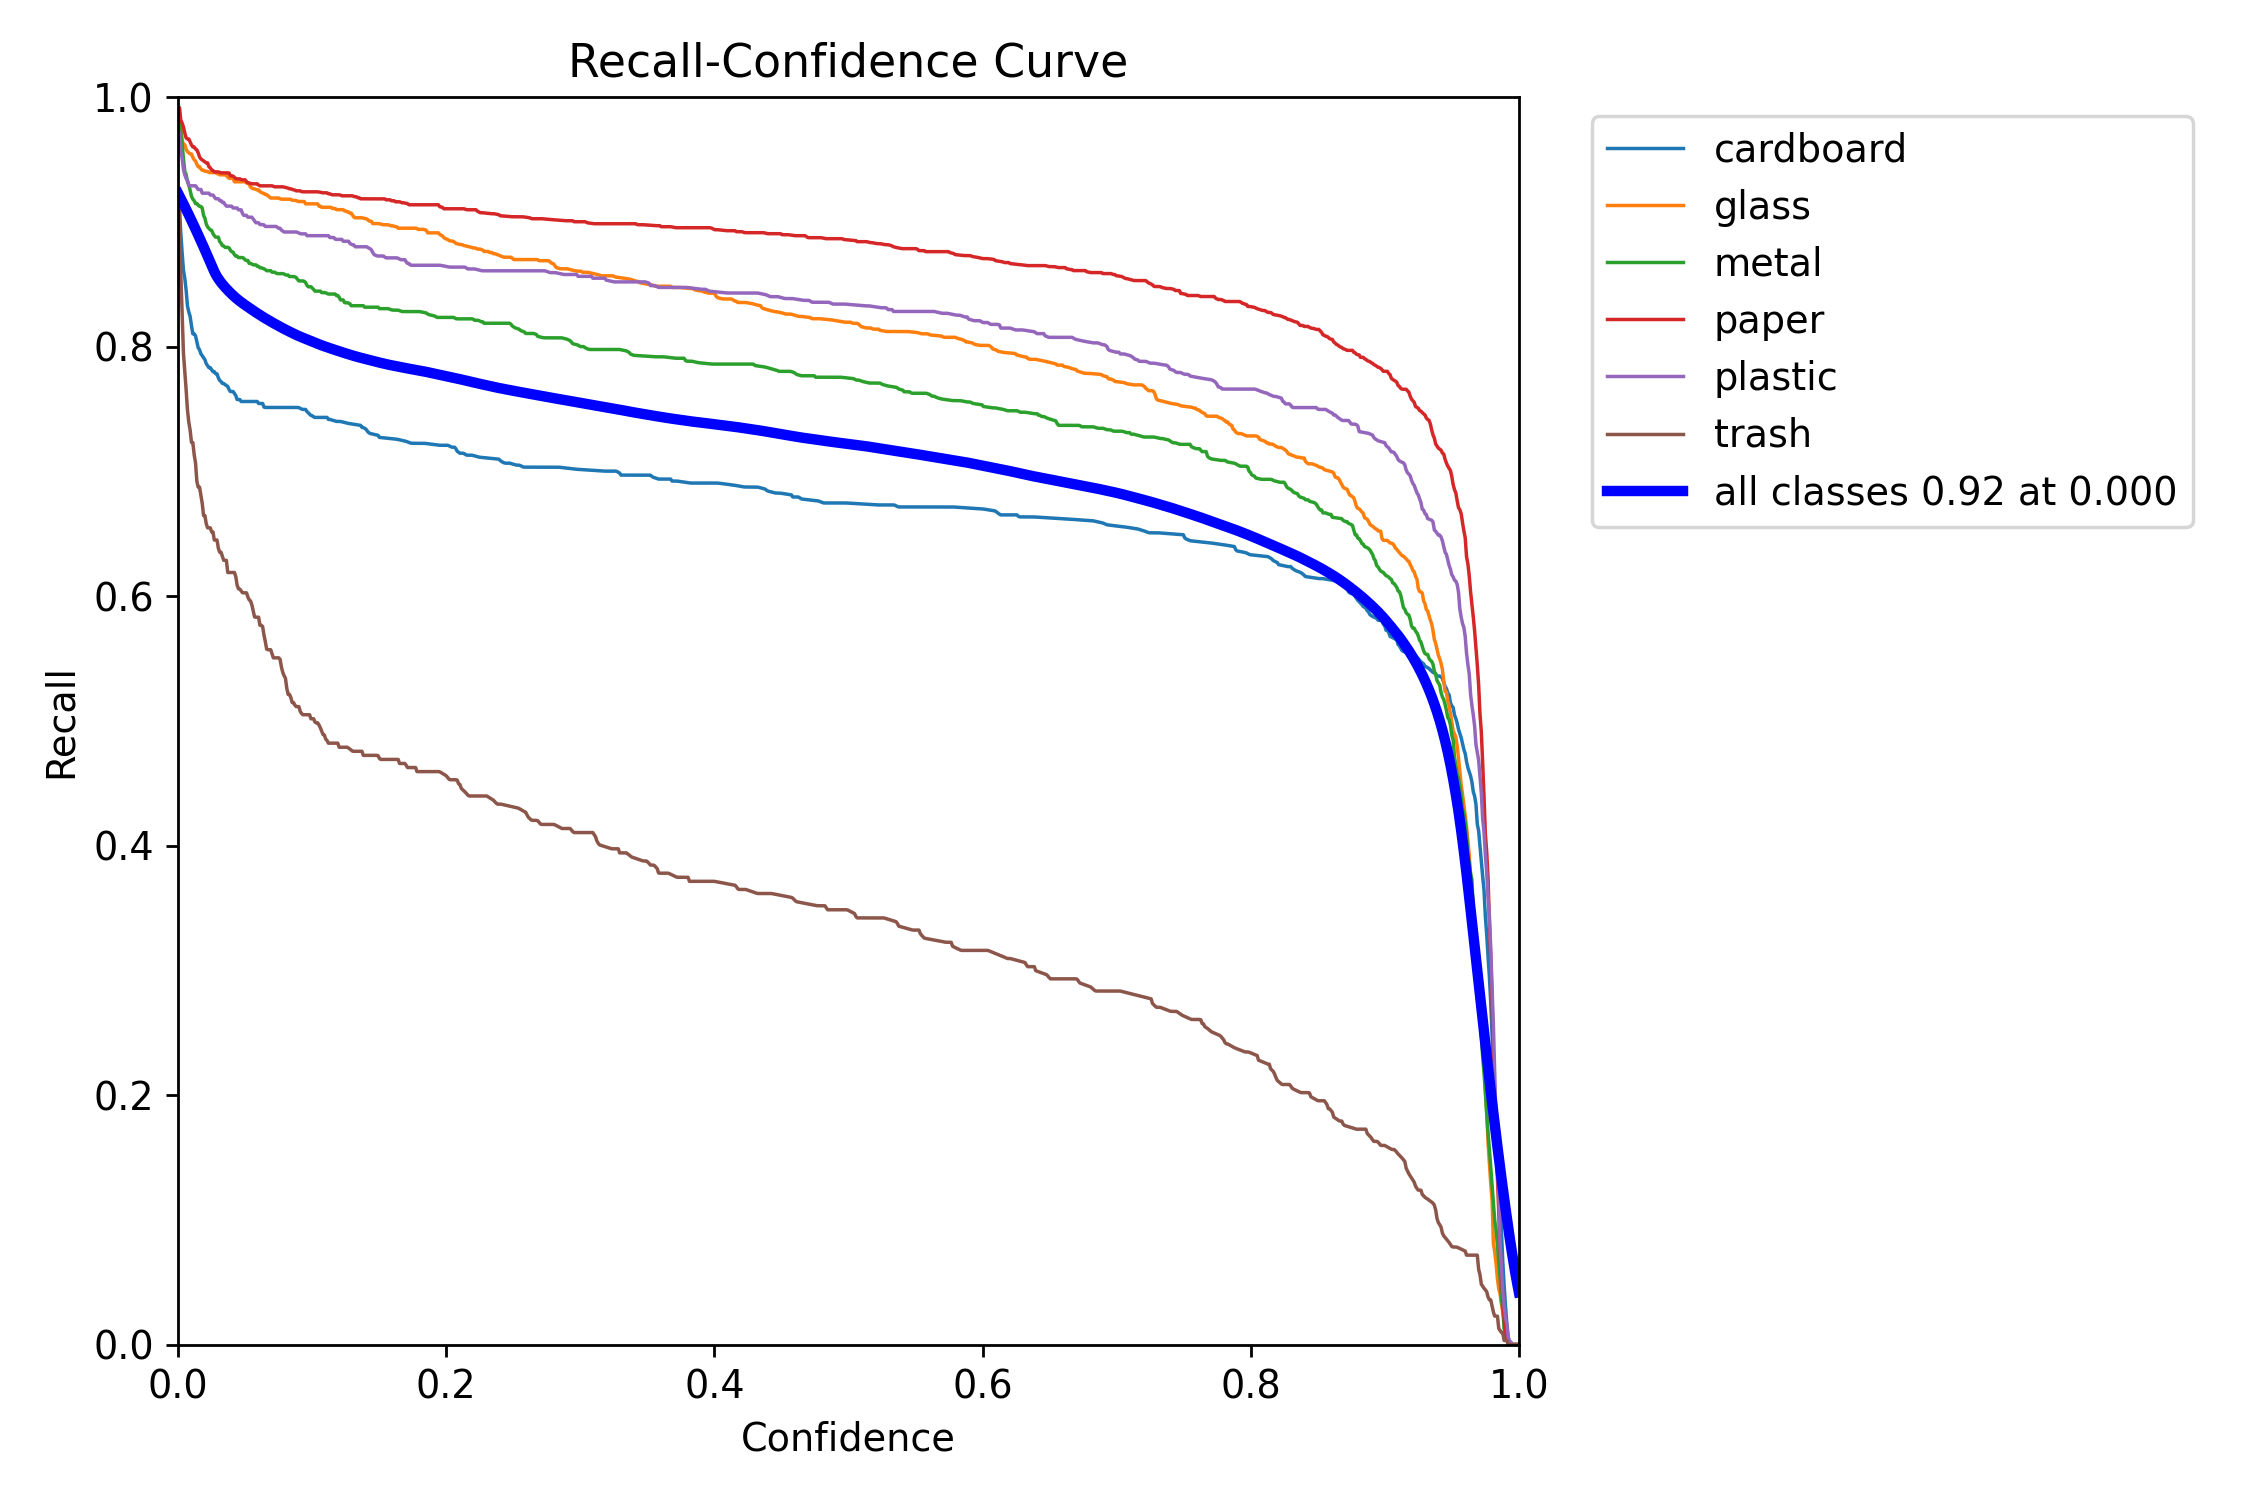 Recall-Confidence Curve
1.0
0.8
0.6
0.4
0.2
0.0
Recall
0.0 0.2 0.4 0.6 0.8 1.0
Confidence
cardboard
glass
metal
paper
plastic
trash
all classes 0.92 at 0.000